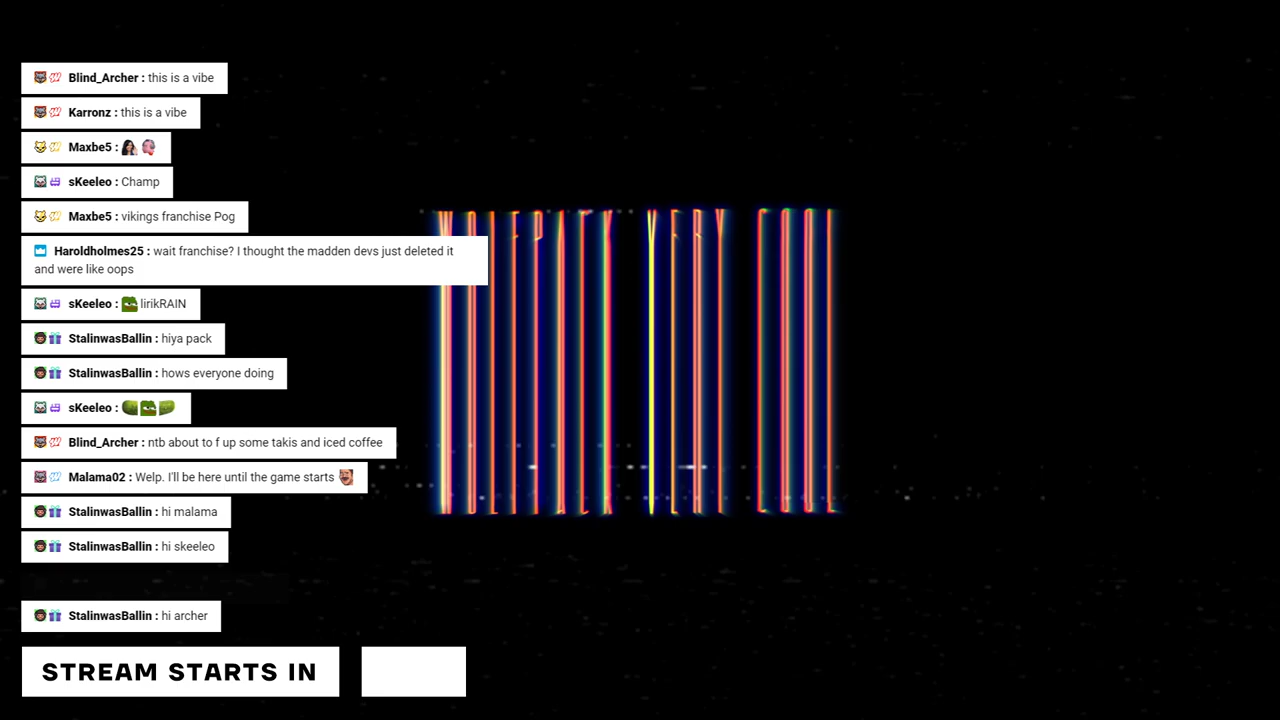 Blind_Archer : this is a vibe
Karronz : this is a vibe
Maxbe5 :
sKeeleo : Champ
Maxbe5 : vikings franchise Pog
Haroldholmes25 : wait franchise? I thought the madden devs just deleted it
and were like oops
sKeeleo : lirikRAIN
StalinwasBallin : hiya pack
StalinwasBallin : hows everyone doing
sKeeleo :
Blind_Archer : ntb about to f up some takis and iced coffee
Malama02 : Welp. I'll be here until the game starts
StalinwasBallin : hi malama
StalinwasBallin : hi skeeleo
StalinwasBallin : hi archer
STREAM STARTS IN
WOLFPACK VERY COOL